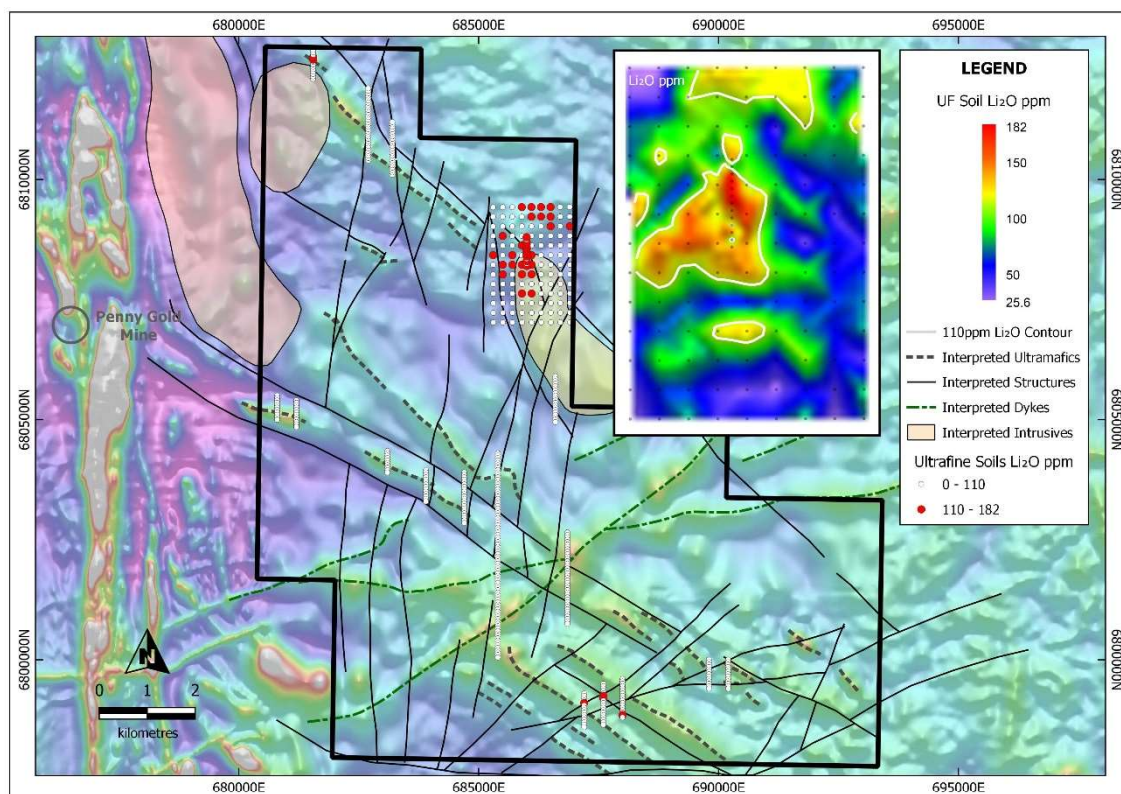 680000E
685000E
690000E
695000E
6810000N
6805000N
6800000N
6810000N
6805000N
6800000N
Penny Gold
Mine
N
0 1 2
kilometres
Li₂O ppm
LEGEND
UF Soil Li₂O ppm
182
150
100
50
25.6
110ppm Li₂O Contour
Interpreted Ultramafics
Interpreted Structures
Interpreted Dykes
Interpreted Intrusives
Ultrafine Soils Li₂O ppm
0 - 110
110 - 182
680000E
685000E
690000E
695000E